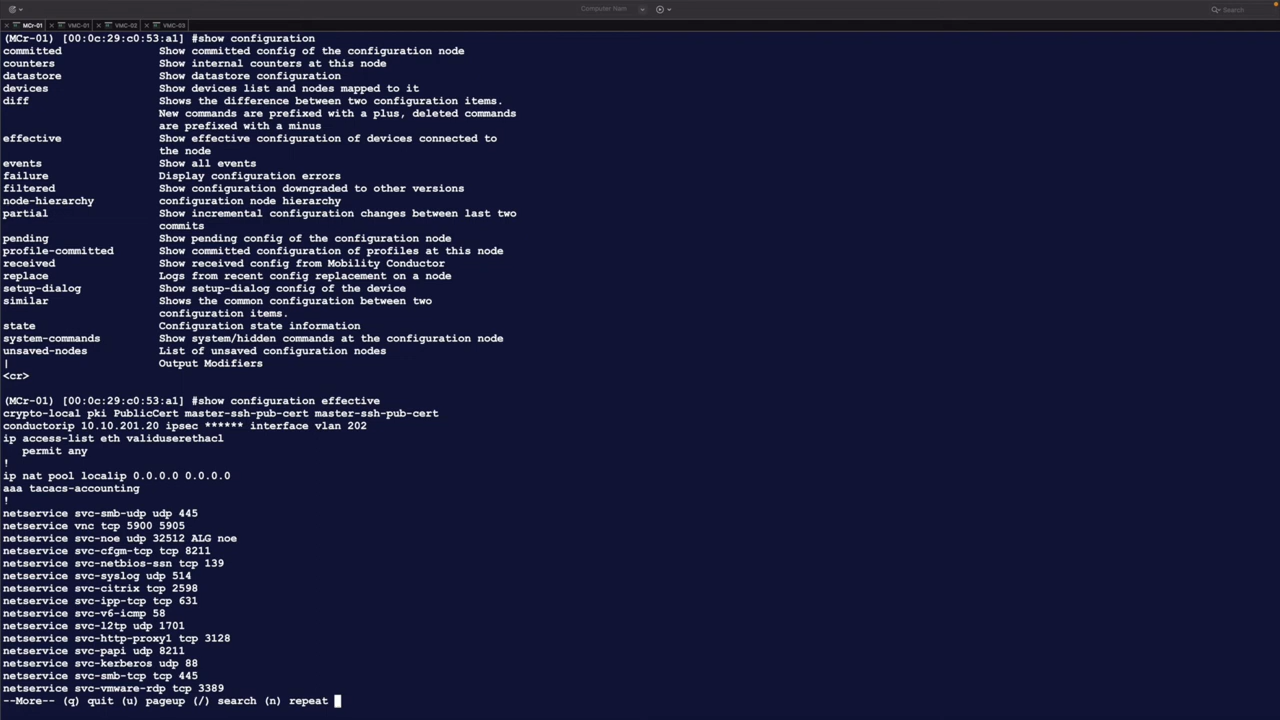 Computer Nam
Search
MCr-01 VMC-01 VMC-02 VMC-03
(MCr-01) [00:0c:29:c0:53:a1] #show configuration
committed Show committed config of the configuration node
counters Show internal counters at this node
datastore Show datastore configuration
devices Show devices list and nodes mapped to it
diff Shows the difference between two configuration items.
New commands are prefixed with a plus, deleted commands
are prefixed with a minus
effective Show effective configuration of devices connected to
the node
events Show all events
failure Display configuration errors
filtered Show configuration downgraded to other versions
node-hierarchy configuration node hierarchy
partial Show incremental configuration changes between last two
commits
pending Show pending config of the configuration node
profile-committed Show committed configuration of profiles at this node
received Show received config from Mobility Conductor
replace Logs from recent config replacement on a node
setup-dialog Show setup-dialog config of the device
similar Shows the common configuration between two
configuration items.
state Configuration state information
system-commands Show system/hidden commands at the configuration node
unsaved-nodes List of unsaved configuration nodes
| Output Modifiers
<cr>
(MCr-01) [00:0c:29:c0:53:a1] #show configuration effective
crypto-local pki PublicCert master-ssh-pub-cert master-ssh-pub-cert
conductorip 10.10.201.20 ipsec ****** interface vlan 202
ip access-list eth validuserethacl
permit any
!
ip nat pool localip 0.0.0.0 0.0.0.0
aaa tacacs-accounting
!
netservice svc-smb-udp udp 445
netservice vnc tcp 5900 5905
netservice svc-noe udp 32512 ALG noe
netservice svc-cfgm-tcp tcp 8211
netservice svc-netbios-ssn tcp 139
netservice svc-syslog udp 514
netservice svc-citrix tcp 2598
netservice svc-ipp-tcp tcp 631
netservice svc-v6-icmp 58
netservice svc-l2tp udp 1701
netservice svc-http-proxy1 tcp 3128
netservice svc-papi udp 8211
netservice svc-kerberos udp 88
netservice svc-smb-tcp tcp 445
netservice svc-vmware-rdp tcp 3389
--More-- (q) quit (u) pageup (/) search (n) repeat